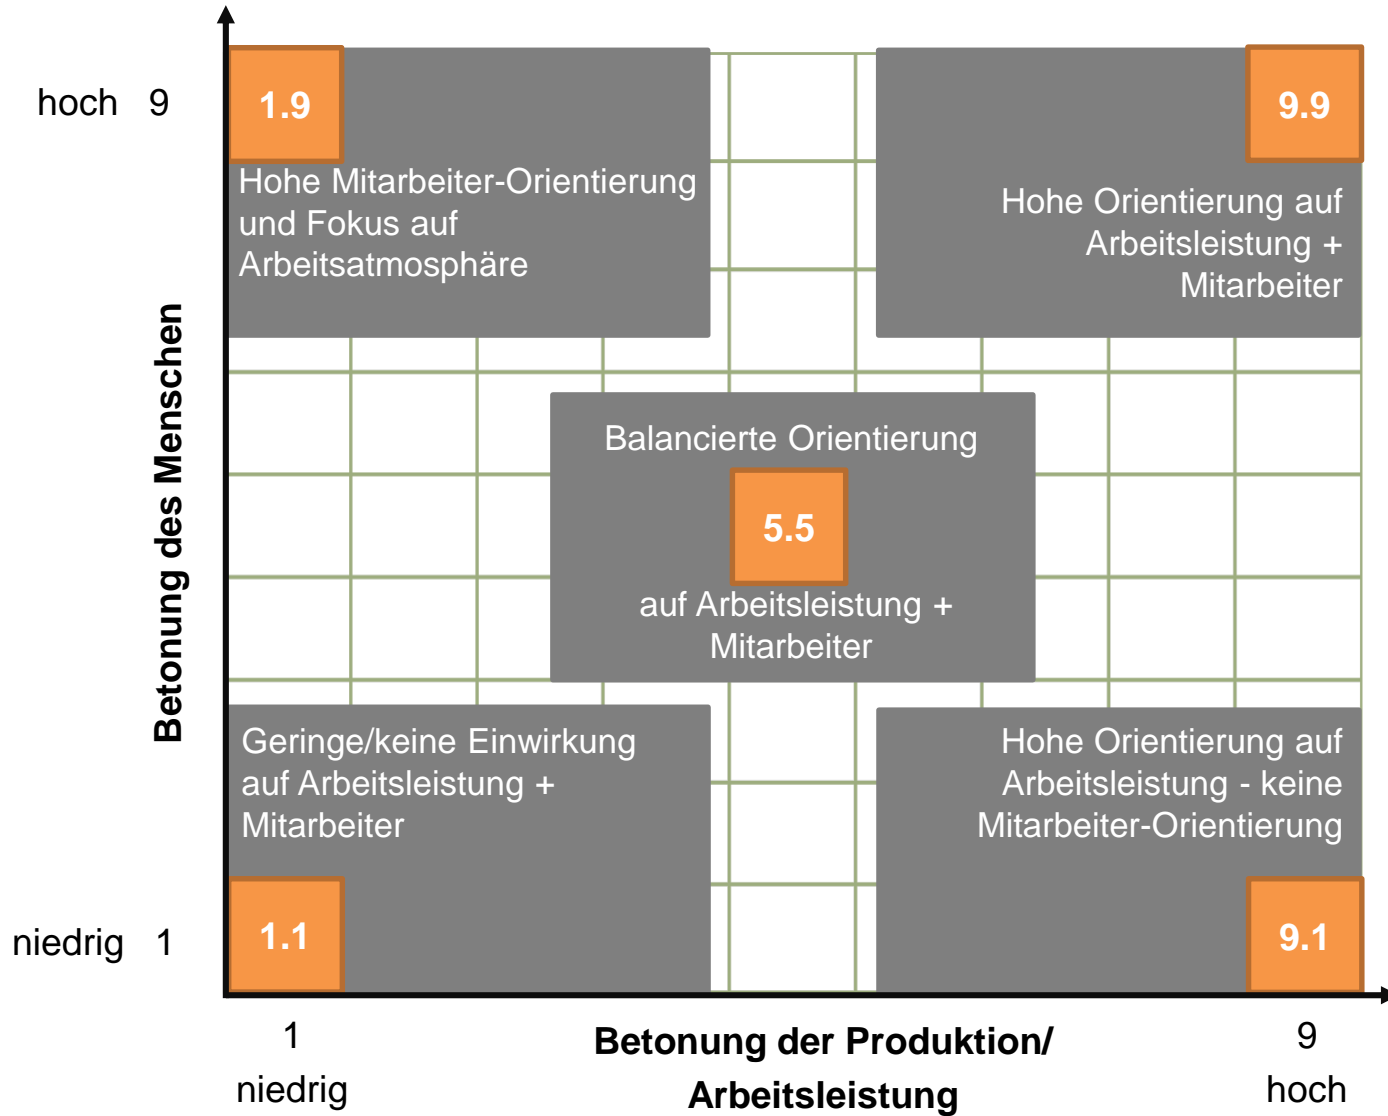 hoch 9
1.9
9.9
Hohe Mitarbeiter-Orientierung
und Fokus auf
Arbeitsatmosphäre
Hohe Orientierung auf
Arbeitsleistung +
Mitarbeiter
Betonung des Menschen
Balancierte Orientierung
5.5
auf Arbeitsleistung +
Mitarbeiter
Geringe/keine Einwirkung
auf Arbeitsleistung +
Mitarbeiter
Hohe Orientierung auf
Arbeitsleistung - keine
Mitarbeiter-Orientierung
niedrig 1
1.1
9.1
1
niedrig
Betonung der Produktion/
Arbeitsleistung
9
hoch